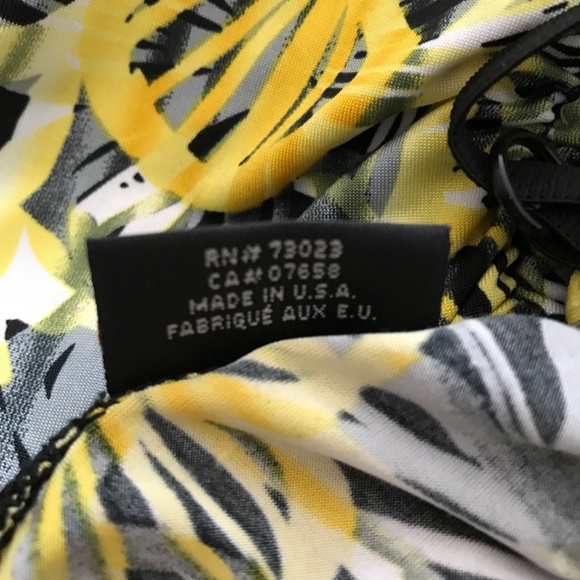 RN# 73023
CA# 07658
MADE IN U.S.A.
FABRIQUÉ AUX E.U.